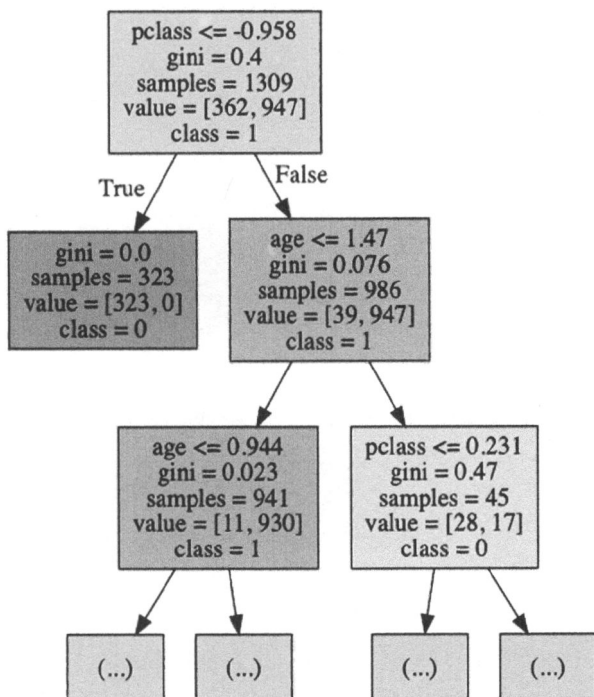 pclass <= -0.958
gini = 0.4
samples = 1309
value = [362, 947]
class = 1
True
False
gini = 0.0
samples = 323
value = [323, 0]
class = 0
age <= 1.47
gini = 0.076
samples = 986
value = [39, 947]
class = 1
age <= 0.944
gini = 0.023
samples = 941
value = [11, 930]
class = 1
pclass <= 0.231
gini = 0.47
samples = 45
value = [28, 17]
class = 0
(...)
(...)
(...)
(...)